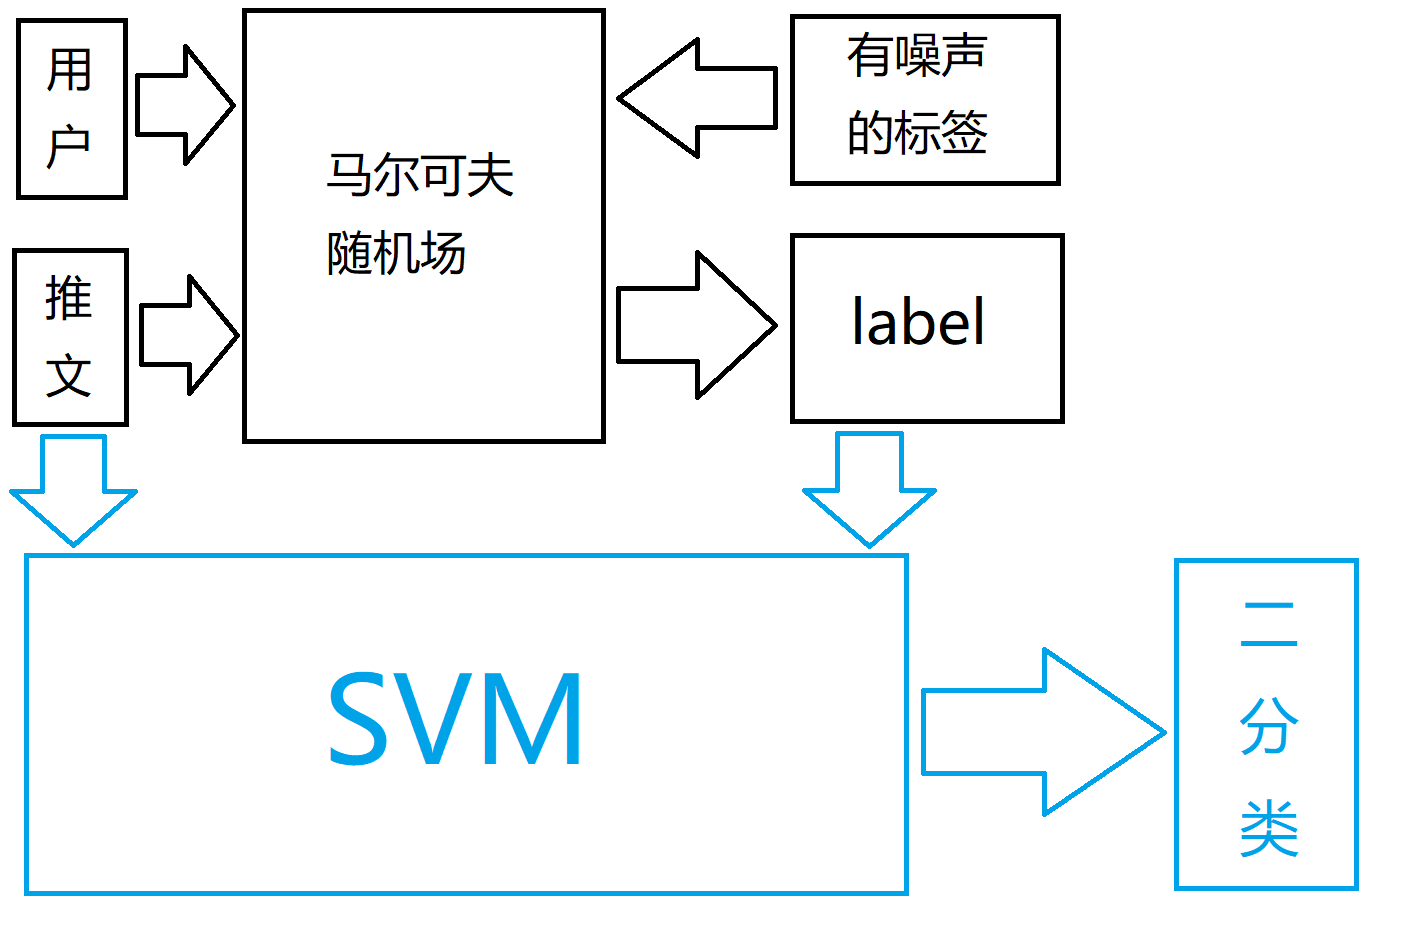 用
户
马尔可夫
随机场
有噪声
的标签
推
文
label
SVM
二
分
类